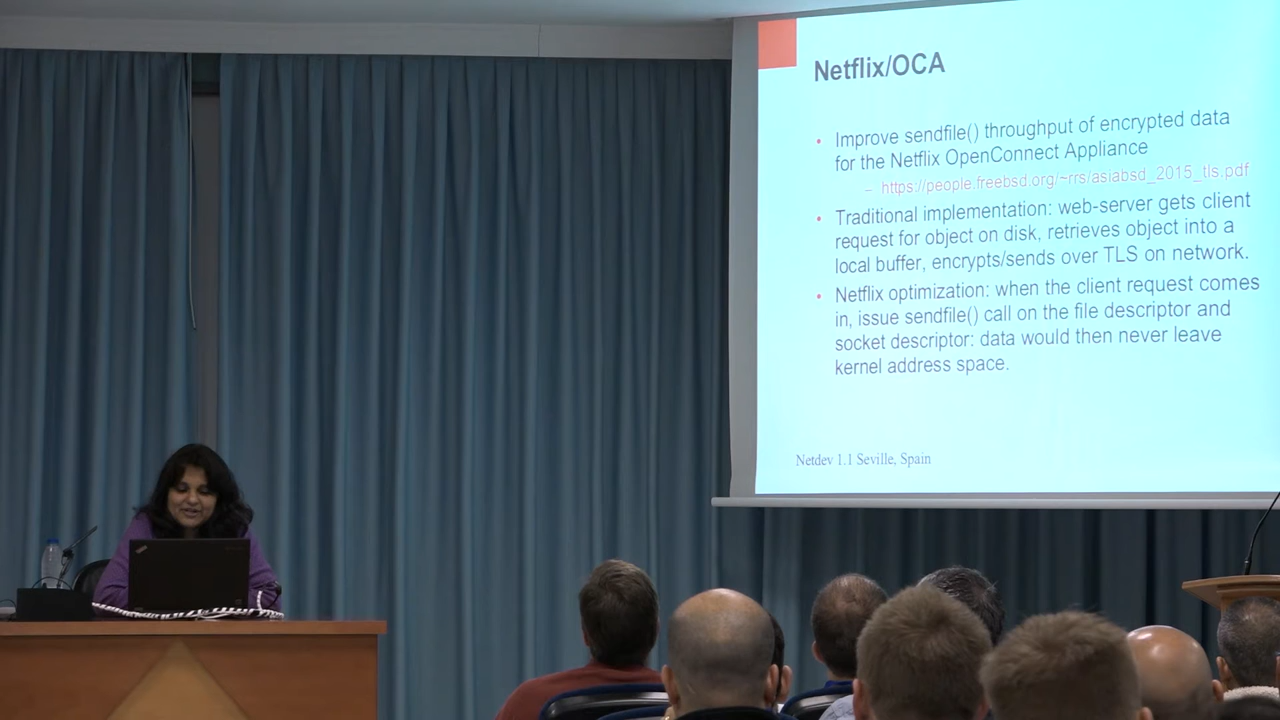 Netflix/OCA
• Improve sendfile() throughput of encrypted data
for the Netflix OpenConnect Appliance
– https://people.freebsd.org/~rrs/asiabsd_2015_tls.pdf
• Traditional implementation: web-server gets client
request for object on disk, retrieves object into a
local buffer, encrypts/sends over TLS on network.
• Netflix optimization: when the client request comes
in, issue sendfile() call on the file descriptor and
socket descriptor: data would then never leave
kernel address space.
Netdev 1.1 Seville, Spain